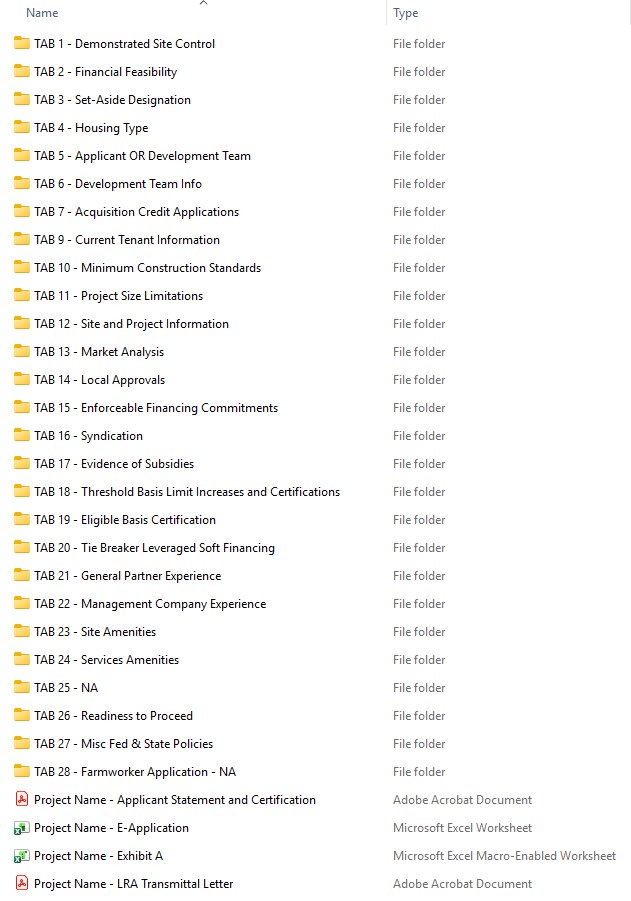 Name Type
TAB 1 - Demonstrated Site Control File folder
TAB 2 - Financial Feasibility File folder
TAB 3 - Set-Aside Designation File folder
TAB 4 - Housing Type File folder
TAB 5 - Applicant OR Development Team File folder
TAB 6 - Development Team Info File folder
TAB 7 - Acquisition Credit Applications File folder
TAB 9 - Current Tenant Information File folder
TAB 10 - Minimum Construction Standards File folder
TAB 11 - Project Size Limitations File folder
TAB 12 - Site and Project Information File folder
TAB 13 - Market Analysis File folder
TAB 14 - Local Approvals File folder
TAB 15 - Enforceable Financing Commitments File folder
TAB 16 - Syndication File folder
TAB 17 - Evidence of Subsidies File folder
TAB 18 - Threshold Basis Limit Increases and Certifications File folder
TAB 19 - Eligible Basis Certification File folder
TAB 20 - Tie Breaker Leveraged Soft Financing File folder
TAB 21 - General Partner Experience File folder
TAB 22 - Management Company Experience File folder
TAB 23 - Site Amenities File folder
TAB 24 - Services Amenities File folder
TAB 25 - NA File folder
TAB 26 - Readiness to Proceed File folder
TAB 27 - Misc Fed & State Policies File folder
TAB 28 - Farmworker Application - NA File folder
Project Name - Applicant Statement and Certification Adobe Acrobat Document
Project Name - E-Application Microsoft Excel Worksheet
Project Name - Exhibit A Microsoft Excel Macro-Enabled Worksheet
Project Name - LRA Transmittal Letter Adobe Acrobat Document